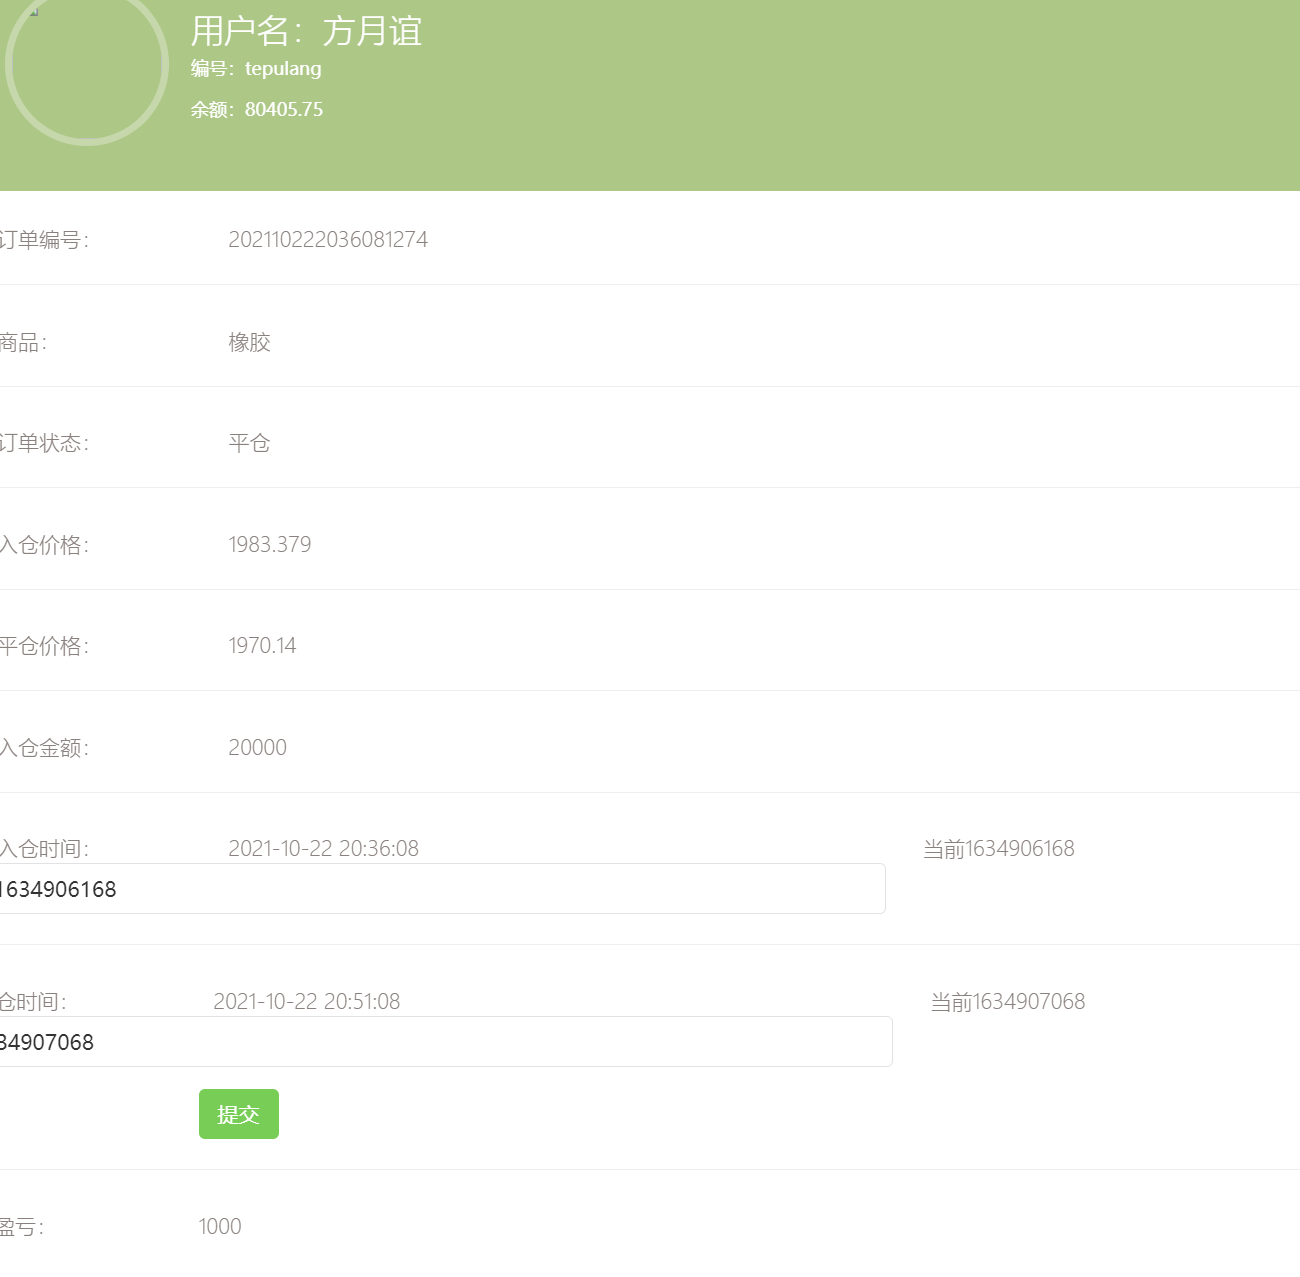 用户名：方月谊
编号：tepulang
余额：80405.75
订单编号： 202110222036081274
商品： 橡胶
订单状态： 平仓
入仓价格： 1983.379
平仓价格： 1970.14
入仓金额： 20000
入仓时间： 2021-10-22 20:36:08 当前1634906168
1634906168
仓时间： 2021-10-22 20:51:08 当前1634907068
34907068
提交
盈亏： 1000